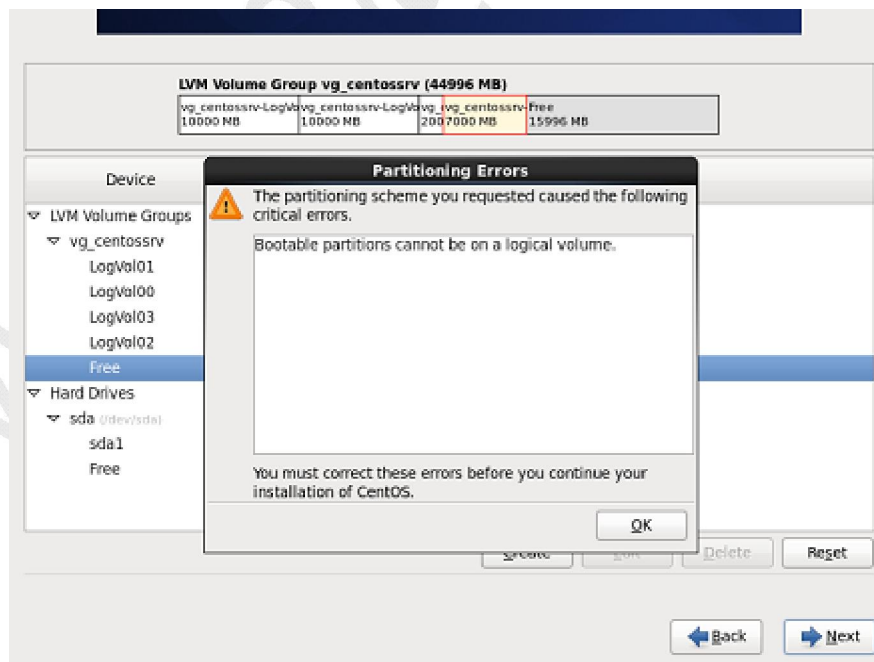 LVM Volume Group vg_centossrv (44996 MB)
vg_centossrv-LogVo vg_centossrv-LogVo vg_ vg_centossrv- Free
10000 MB 10000 MB 200 7000 MB 15996 MB
Device
LVM Volume Groups
vg_centossrv
LogVol01
LogVol00
LogVol03
LogVol02
Free
Hard Drives
sda (/dev/sda)
sda1
Free
Partitioning Errors
The partitioning scheme you requested caused the following
critical errors.
Bootable partitions cannot be on a logical volume.
You must correct these errors before you continue your
installation of CentOS.
OK
Create Edit Delete Reset
Back Next